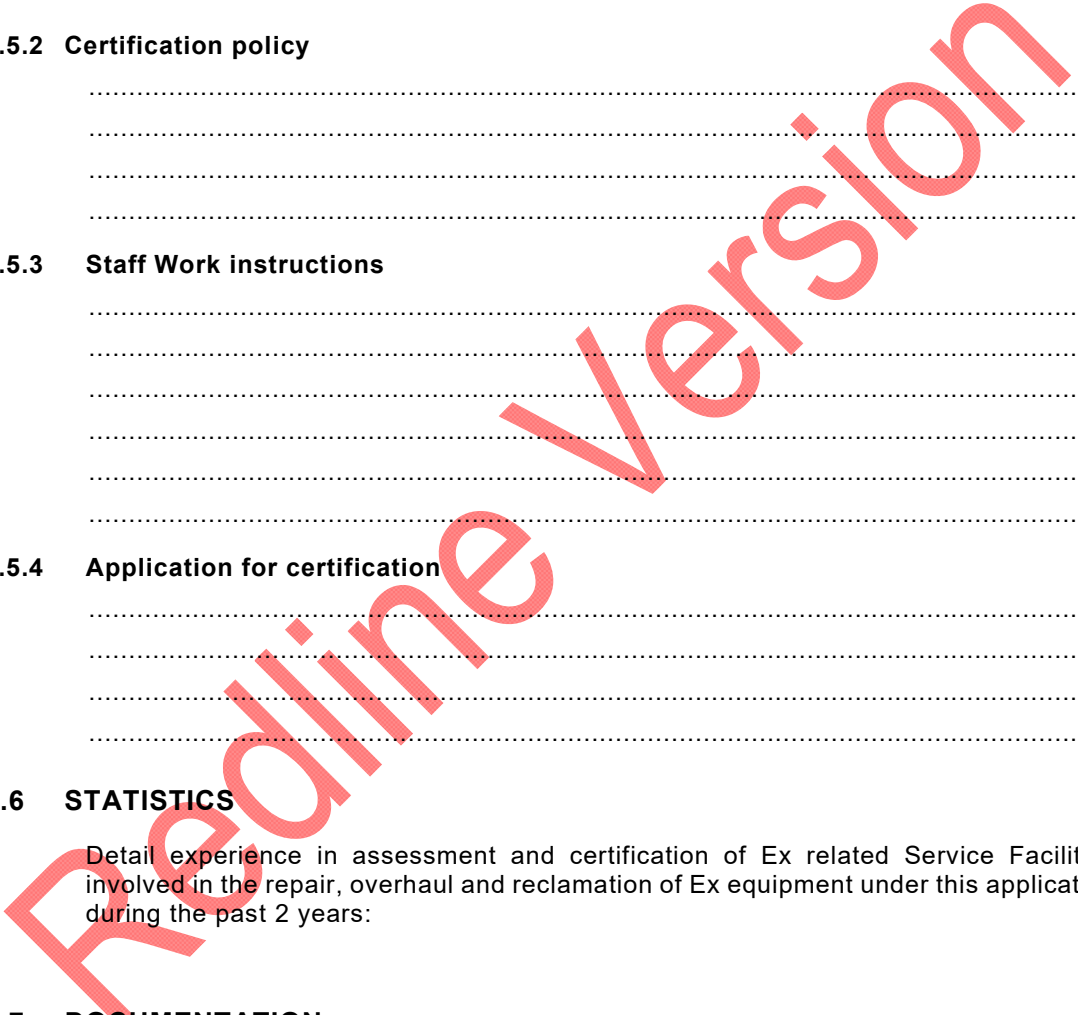 .5.2 Certification policy
........................................................................................................................
........................................................................................................................
........................................................................................................................
........................................................................................................................
.5.3 Staff Work instructions
........................................................................................................................
........................................................................................................................
........................................................................................................................
........................................................................................................................
........................................................................................................................
........................................................................................................................
.5.4 Application for certification
........................................................................................................................
........................................................................................................................
........................................................................................................................
........................................................................................................................
.6 STATISTICS
Detail experience in assessment and certification of Ex related Service Facilit
involved in the repair, overhaul and reclamation of Ex equipment under this applicat
during the past 2 years:
.7 DOCUMENTATION
Redline Version